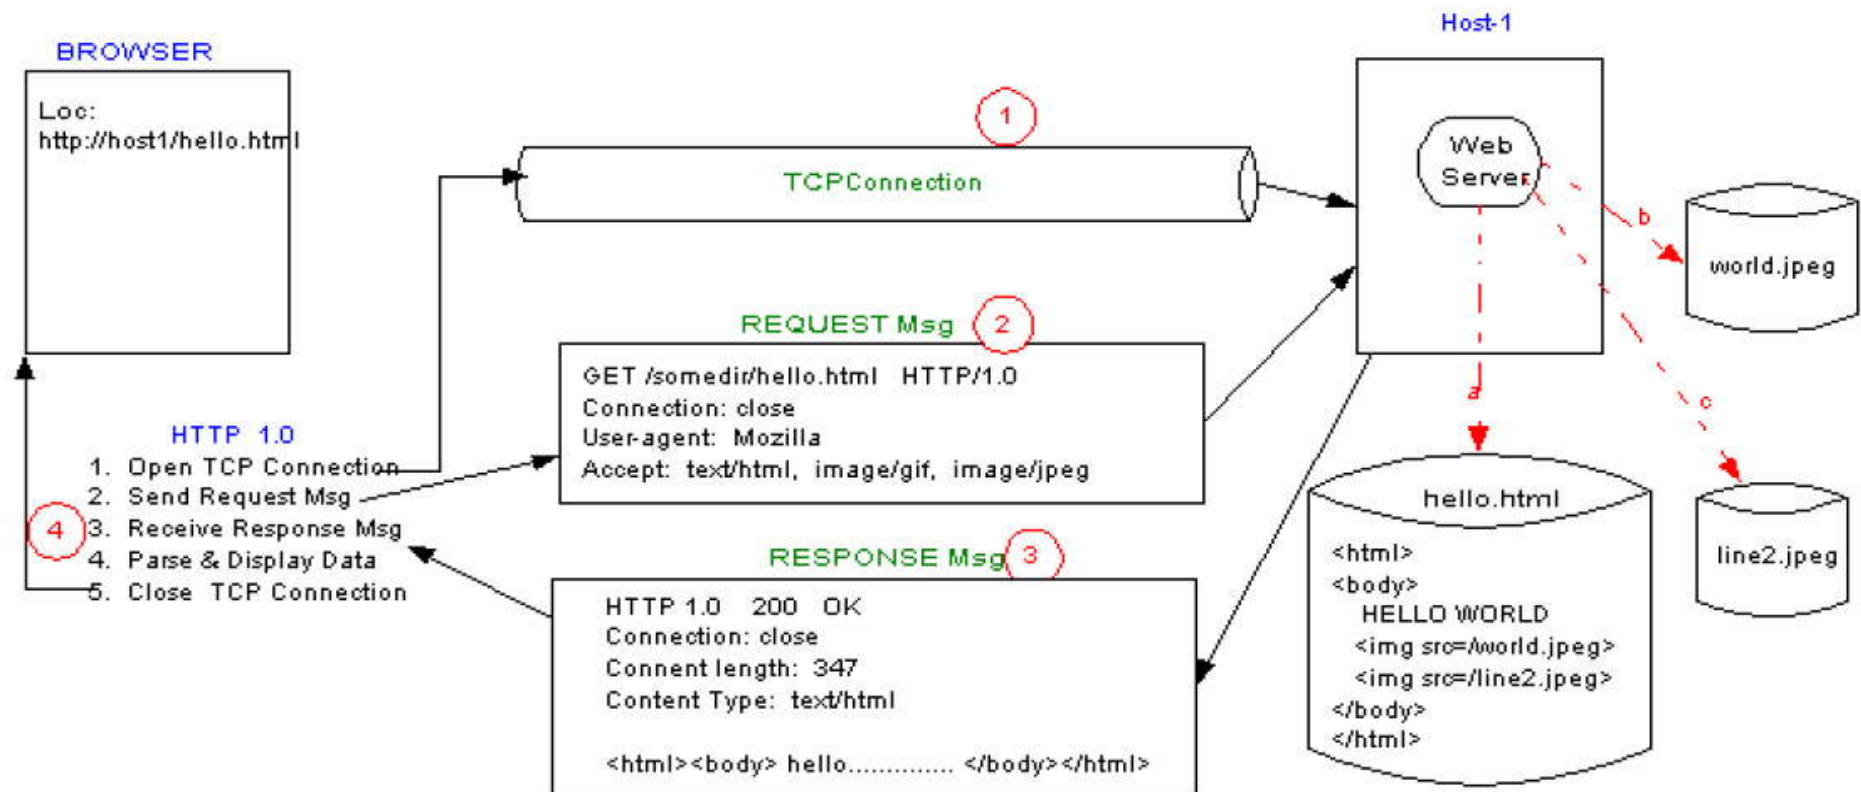 BROWSER
Loc:
http://host1/hello.html
HTTP 1.0
1. Open TCP Connection
2. Send Request Msg
3. Receive Response Msg
4. Parse & Display Data
5. Close TCP Connection
4
1
TCPConnection
REQUEST Msg
2
GET /somedir/hello.html HTTP/1.0
Connection: close
User-agent: Mozilla
Accept: text/html, image/gif, image/jpeg
RESPONSE Msg
3
HTTP 1.0 200 OK
Connection: close
Connent length: 347
Content Type: text/html
<html><body> hello.............. </body></html>
Host-1
Web
Server
a
b
c
world.jpeg
line2.jpeg
hello.html
<html>
<body>
HELLO WORLD
<img src=/world.jpeg>
<img src=/line2.jpeg>
</body>
</html>